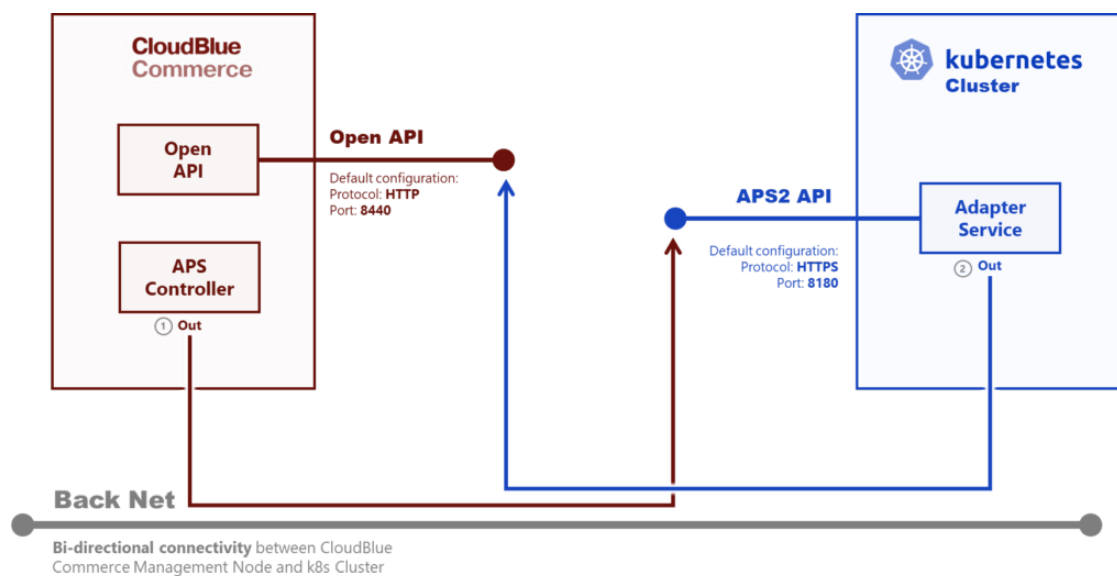 CloudBlue
Commerce
Open
API
APS
Controller
1 Out
Open API
Default configuration:
Protocol: HTTP
Port: 8440
kubernetes
Cluster
APS2 API
Default configuration:
Protocol: HTTPS
Port: 8180
Adapter
Service
2 Out
Back Net
Bi-directional connectivity between CloudBlue
Commerce Management Node and k8s Cluster